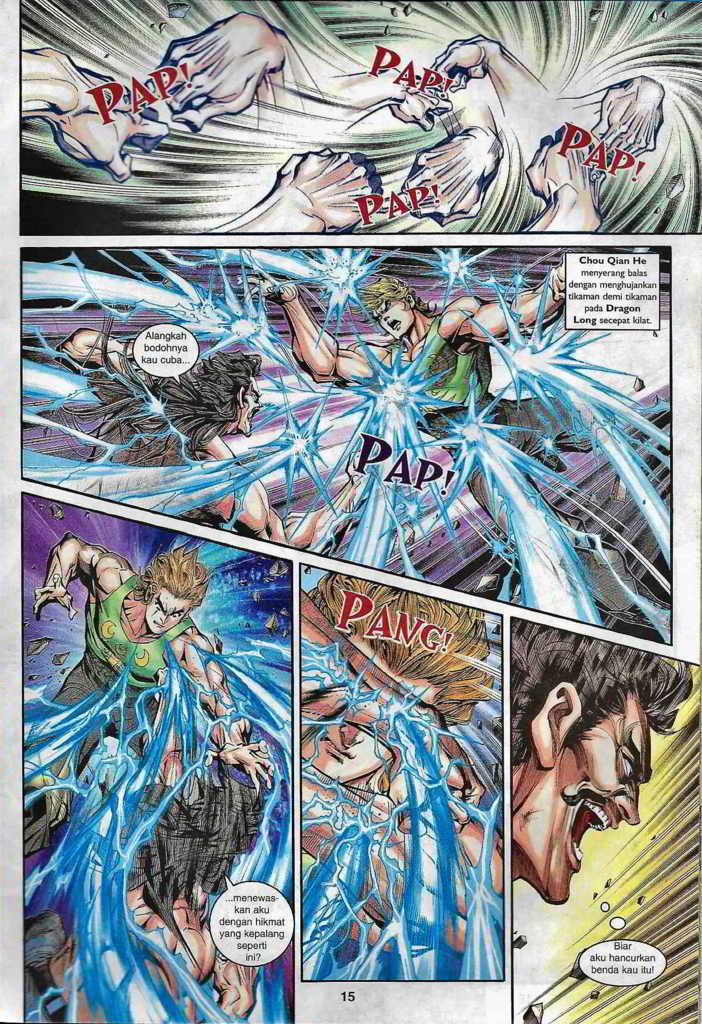 PAP!
PAP!
PAP!
PAP!
Chou Qian He
menyerang balas
dengan menghujankan
tikaman demi tikaman
pada Dragon
Long secepat kilat.
Alangkah
bodohnya
kau cuba...
PAP!
...menewas-
kan aku
dengan hikmat
yang kepalang
seperti
ini?
PANG!
Biar
aku hancurkan
benda kau itu!
15